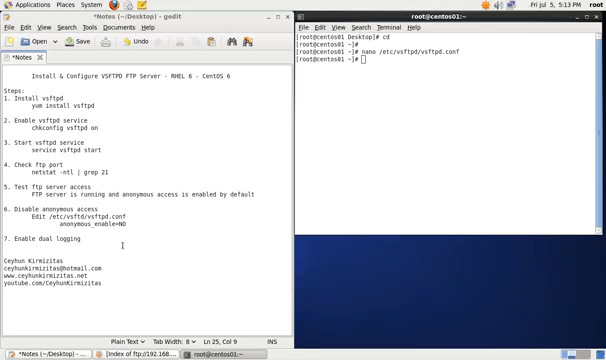 Applications Places System
Fri Jul 5, 5:13 PM root
*Notes (~/Desktop) - gedit
File Edit View Search Tools Documents Help
Open Save Undo
*Notes
Install & Configure VSFTPD FTP Server - RHEL 6 - CentOS 6
Steps:
1. Install vsftpd
yum install vsftpd
2. Enable vsftpd service
chkconfig vsftpd on
3. Start vsftpd service
service vsftpd start
4. Check ftp port
netstat -ntl | grep 21
5. Test ftp server access
FTP server is running and anonymous access is enabled by default
6. Disable anonymous access
Edit /etc/vsftd/vsftpd.conf
anonymous_enable=NO
7. Enable dual logging
Ceyhun Kirmizitas
ceyhunkirmizitas@hotmail.com
www.ceyhunkirmizitas.net
youtube.com/CeyhunKirmizitas
Plain Text Tab Width: 8 Ln 25, Col 9 INS
root@centos01:~
File Edit View Search Terminal Help
[root@centos01 Desktop]# cd
[root@centos01 ~]#
[root@centos01 ~]# nano /etc/vsftpd/vsftpd.conf
[root@centos01 ~]#
*Notes (~/Desktop) - ... [Index of ftp://192.168.... root@centos01:~